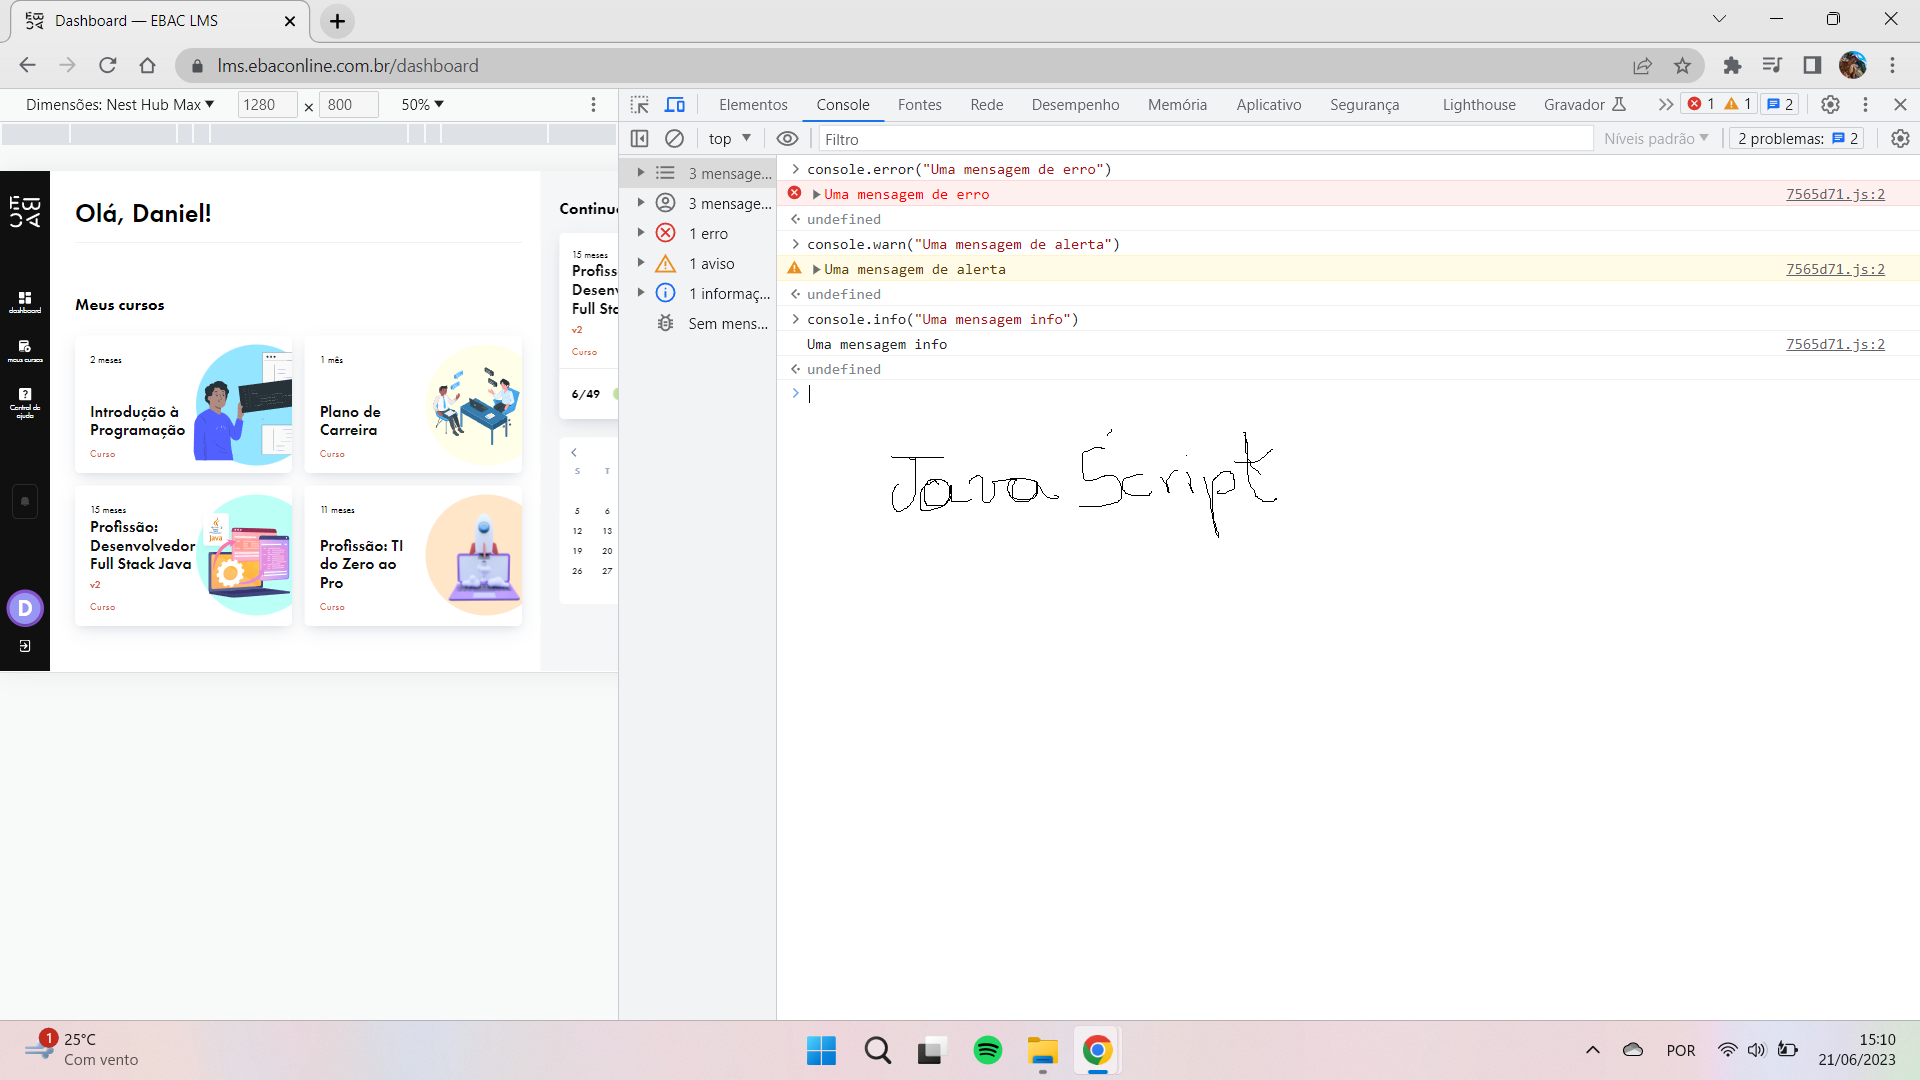 Dashboard — EBAC LMS
lms.ebaconline.com.br/dashboard
Dimensões: Nest Hub Max ▼ 1280 × 800 50% ▼
Elementos Console Fontes Rede Desempenho Memória Aplicativo Segurança Lighthouse Gravador 1 1 2
top ▼ Filtro Níveis padrão ▼ 2 problemas: 2
EBAC
dashboard
meus cursos
Central de ajuda
D
Olá, Daniel!
Meus cursos
2 meses
Introdução à
Programação
Curso
1 mês
Plano de
Carreira
Curso
15 meses
Profissão:
Desenvolvedor
Full Stack Java
v2
Curso
Java
11 meses
Profissão: TI
do Zero ao
Pro
Curso
Continu
15 meses
Profiss
Desen
Full Sta
v2
Curso
6/49
S T
5 6
12 13
19 20
26 27
3 mensage...
3 mensage...
1 erro
1 aviso
1 informaç...
Sem mens...
console.error("Uma mensagem de erro")
Uma mensagem de erro 7565d71.js:2
undefined
console.warn("Uma mensagem de alerta")
Uma mensagem de alerta 7565d71.js:2
undefined
console.info("Uma mensagem info")
Uma mensagem info 7565d71.js:2
undefined
Java Script
1 25°C
Com vento
POR
15:10
21/06/2023